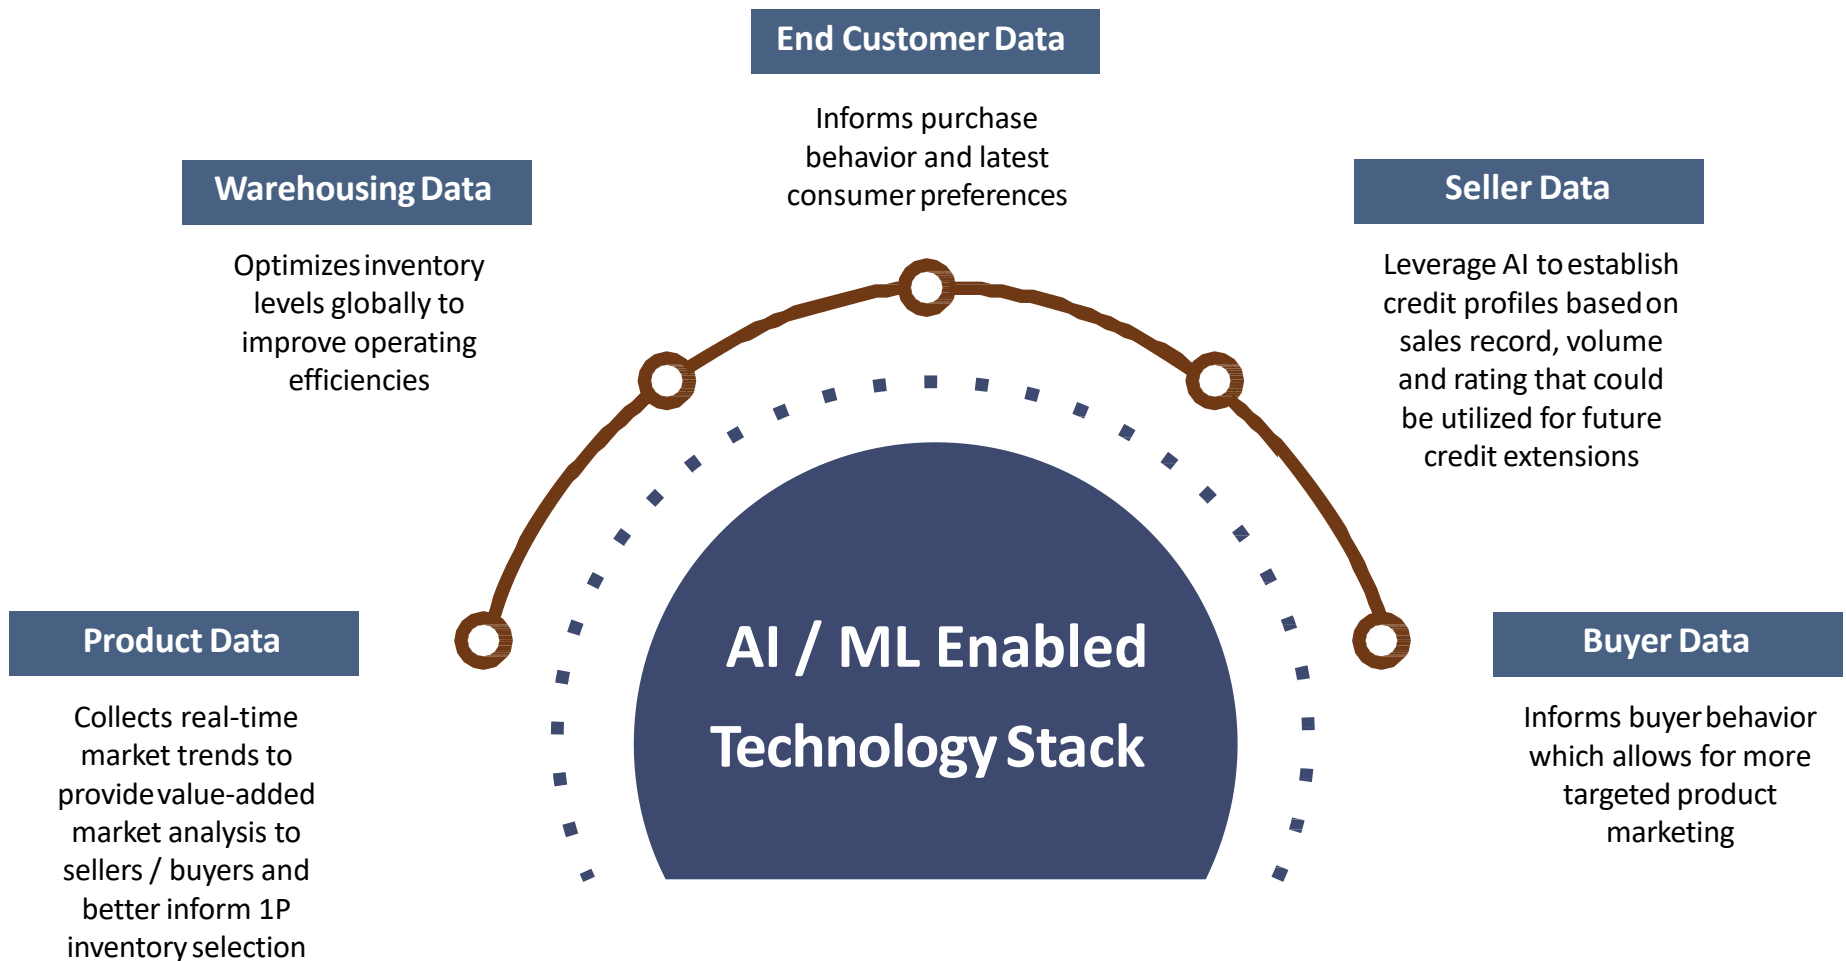 End Customer Data
Informs purchase
behavior and latest
consumer preferences
Warehousing Data
Optimizes inventory
levels globally to
improve operating
efficiencies
Seller Data
Leverage AI to establish
credit profiles based on
sales record, volume
and rating that could
be utilized for future
credit extensions
Product Data
Collects real-time
market trends to
provide value-added
market analysis to
sellers / buyers and
better inform 1P
inventory selection
AI / ML Enabled
Technology Stack
Buyer Data
Informs buyer behavior
which allows for more
targeted product
marketing